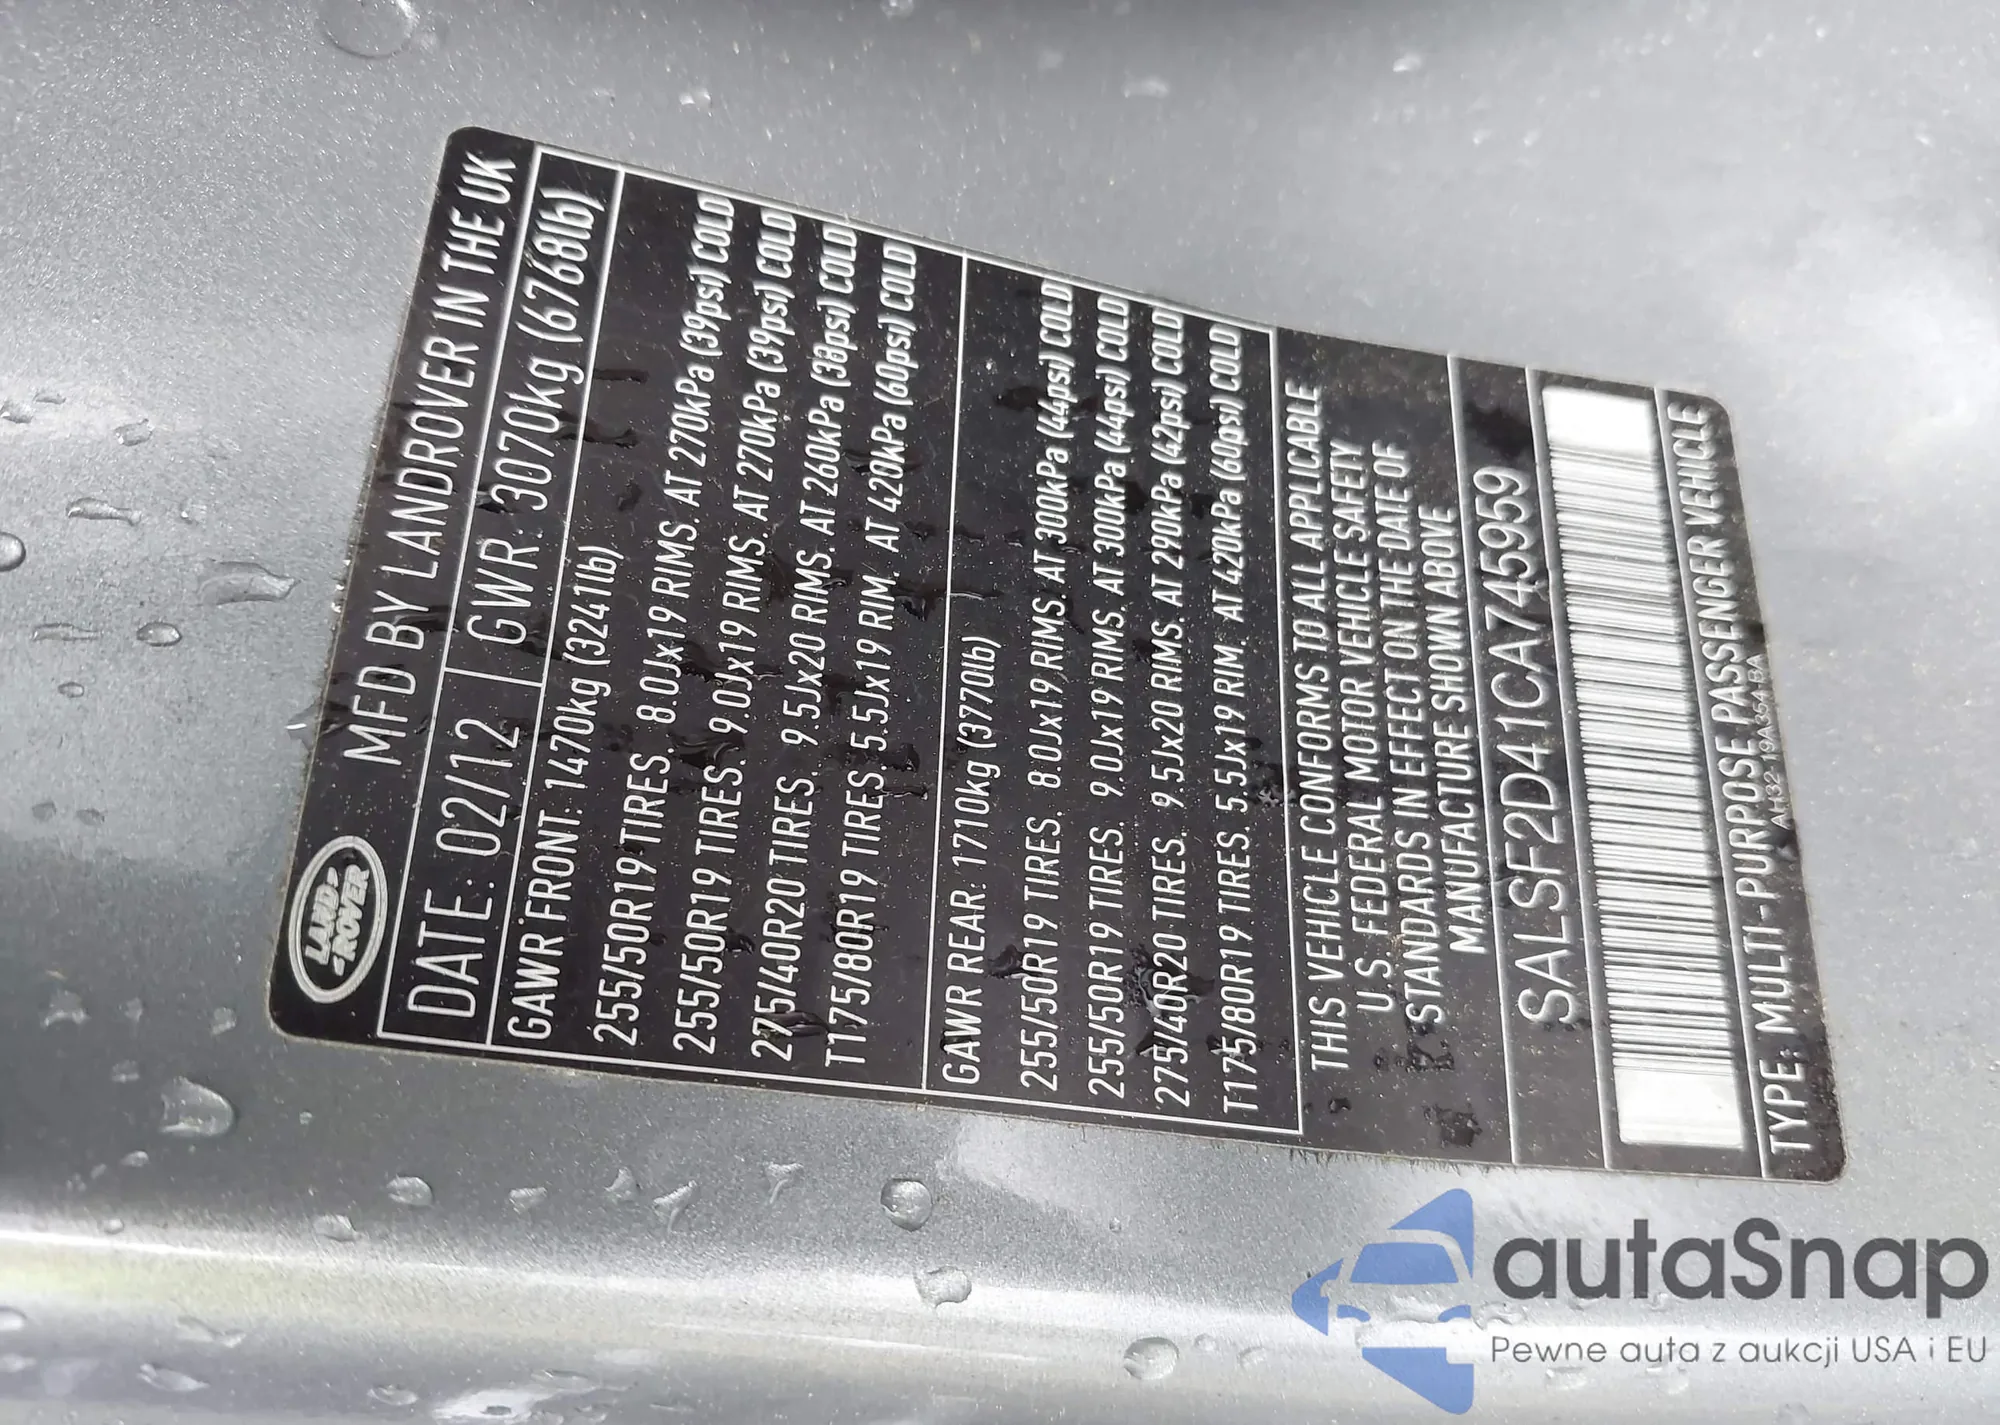 LAND ROVER
MFD BY LANDROVER IN THE UK
DATE: 02/12 GWR: 3070kg (6768lb)
GAWR FRONT: 1470kg (3241lb)
255/50R19 TIRES. 8.0Jx19 RIMS. AT 270kPa (39psi) COLD
255/50R19 TIRES. 9.0Jx19 RIMS. AT 270kPa (39psi) COLD
275/40R20 TIRES. 9.5Jx20 RIMS. AT 260kPa (38psi) COLD
T175/80R19 TIRES. 5.5Jx19 RIM. AT 420kPa (60psi) COLD
GAWR REAR: 1710kg (3770lb)
255/50R19 TIRES. 8.0Jx19 RIMS. AT 300kPa (44psi) COLD
255/50R19 TIRES. 9.0Jx19 RIMS. AT 300kPa (44psi) COLD
275/40R20 TIRES. 9.5Jx20 RIMS. AT 290kPa (42psi) COLD
T175/80R19 TIRES. 5.5Jx19 RIM. AT 420kPa (60psi) COLD
THIS VEHICLE CONFORMS TO ALL APPLICABLE
U.S. FEDERAL MOTOR VEHICLE SAFETY
STANDARDS IN EFFECT ON THE DATE OF
MANUFACTURE SHOWN ABOVE
SALSF2D41CA745959
TYPE: MULTI-PURPOSE PASSENGER VEHICLE
AH32-19A354-BA
autaSnap
Pewne auta z aukcji USA i EU